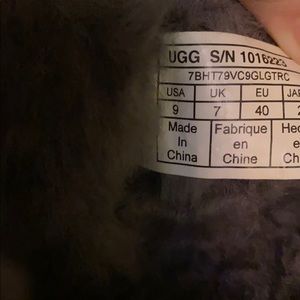 UGG S/N 1016223
7BHT79VC9GLGTRC
USA UK EU
9 7 40
Made Fabrique
In en
China Chine